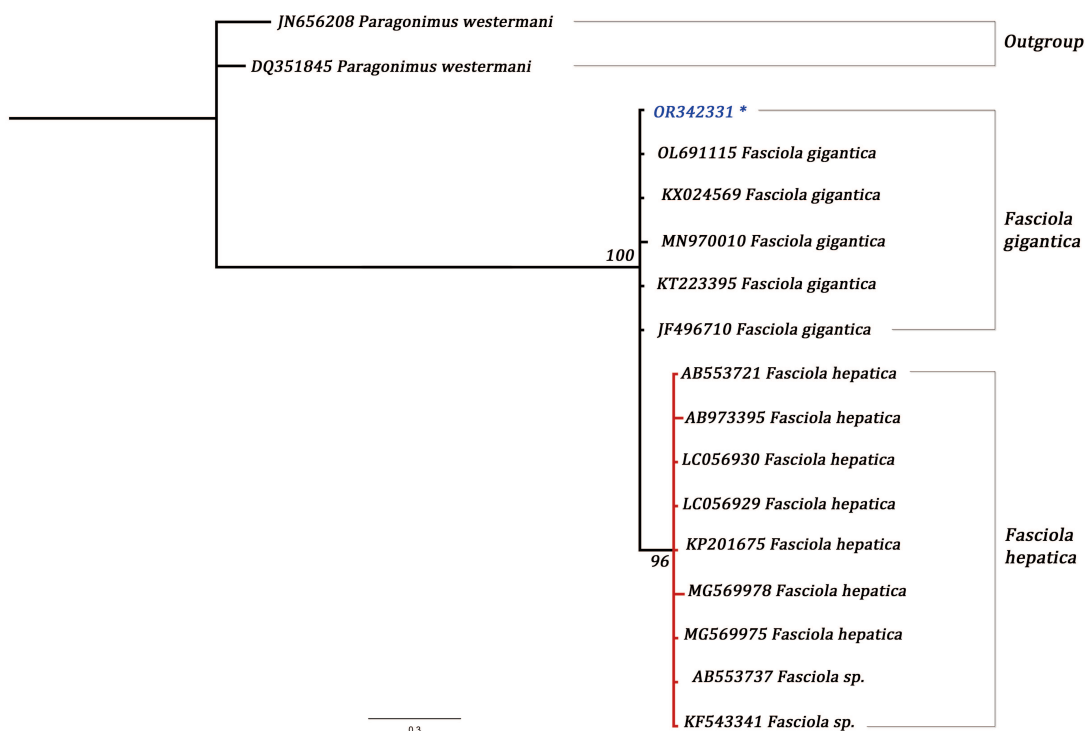 JN656208 Paragonimus westermani
Outgroup
DQ351845 Paragonimus westermani
OR342331 *
OL691115 Fasciola gigantica
KX024569 Fasciola gigantica
Fasciola
gigantica
MN970010 Fasciola gigantica
100
KT223395 Fasciola gigantica
JF496710 Fasciola gigantica
AB553721 Fasciola hepatica
AB973395 Fasciola hepatica
LC056930 Fasciola hepatica
LC056929 Fasciola hepatica
Fasciola
hepatica
KP201675 Fasciola hepatica
96
MG569978 Fasciola hepatica
MG569975 Fasciola hepatica
AB553737 Fasciola sp.
KF543341 Fasciola sp.
0.3